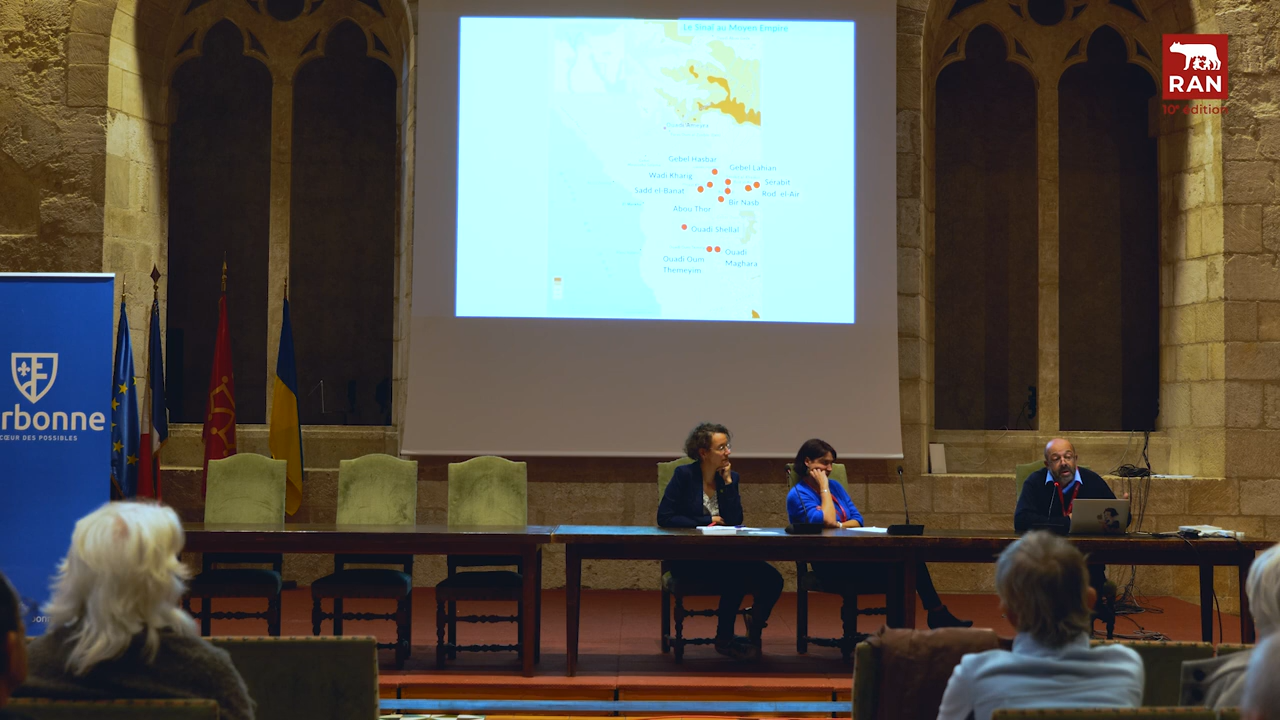 Le Sinaï au Moyen Empire
RAN
10e édition
Gebel Hasbar
Gebel Lahian
Wadi Kharig
Sérabit
Sadd el-Banat
Rod el-Air
Bir Nasb
Abou Thor
Ouadi Shellal
Ouadi Oum
Themeyim
Ouadi
Maghara
rbonne
CŒUR DES POSSIBLES